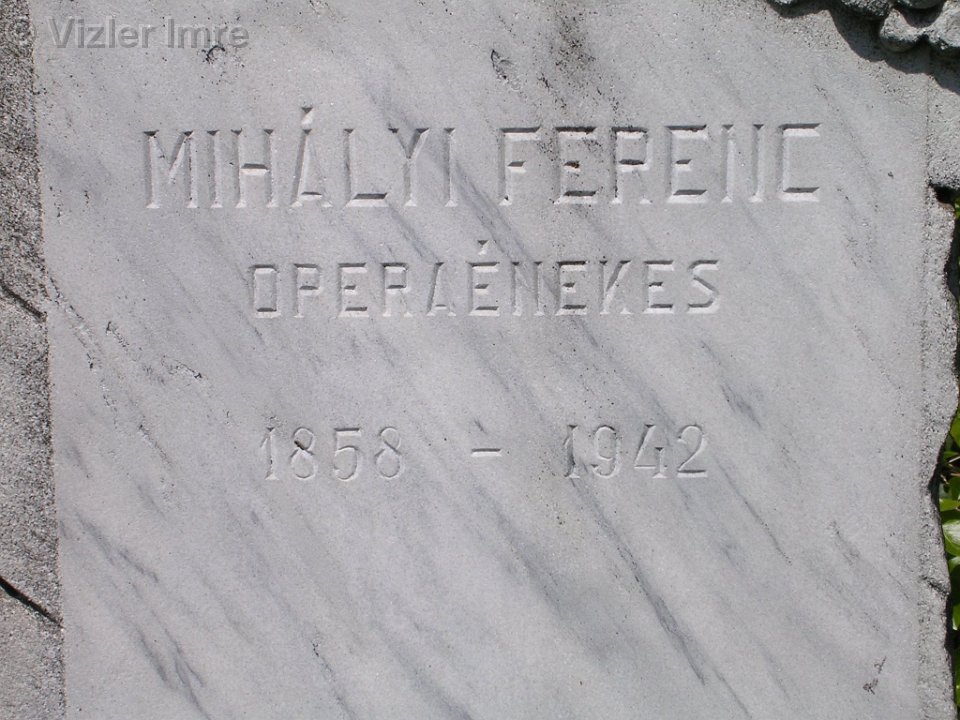 © Vizler Imre
MIHÁLYI FERENC
OPERAÉNEKES
1858 - 1942